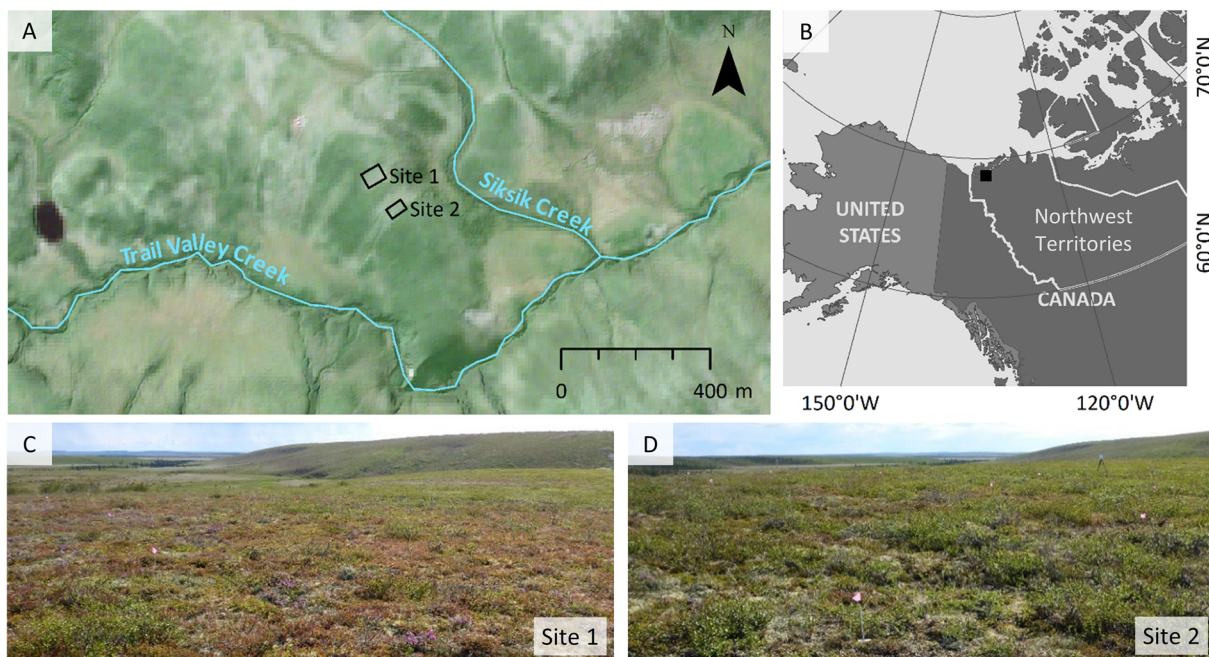 A
N
Site 1
Site 2
Siksik Creek
Trail Valley Creek
0
400 m
B
70°0'N
60°0'N
UNITED
STATES
Northwest
Territories
CANADA
150°0'W
120°0'W
C
Site 1
D
Site 2